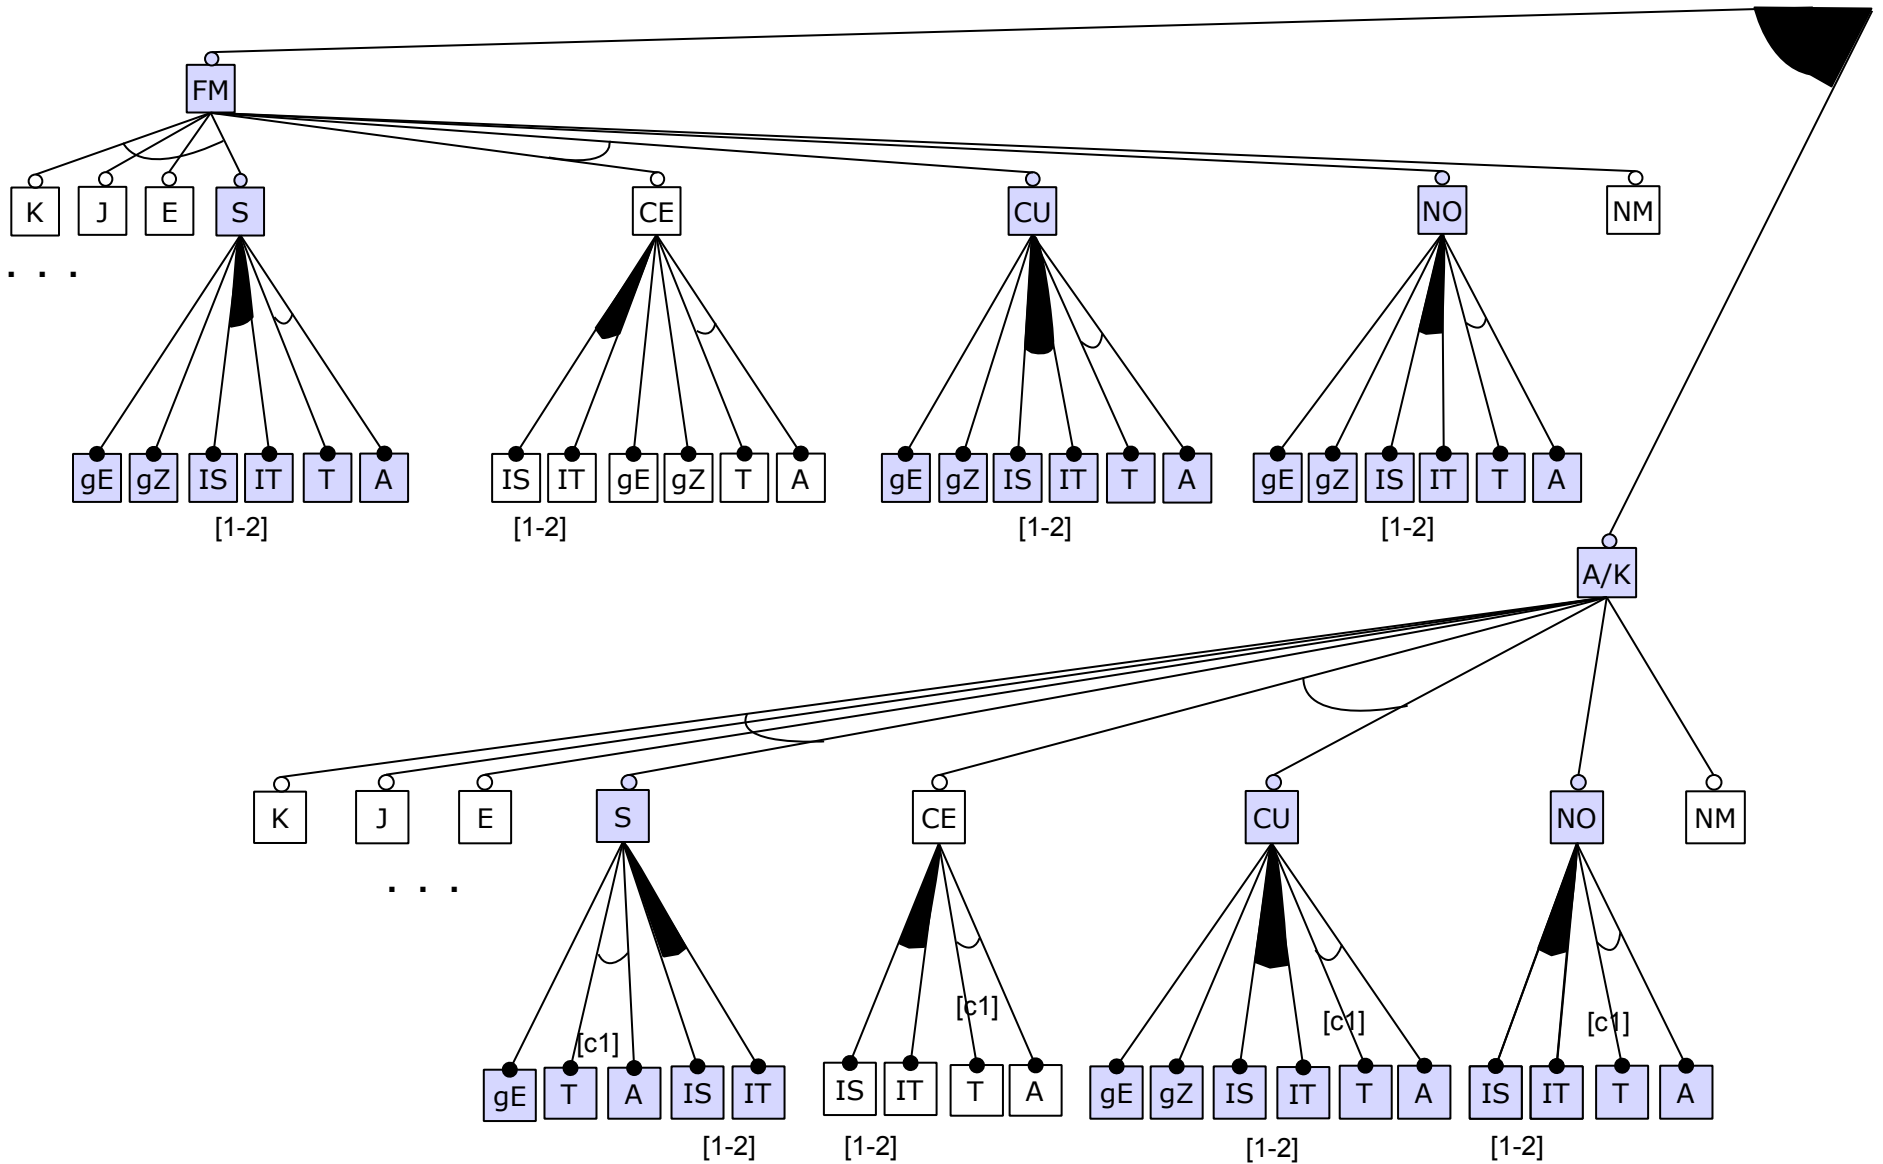 FM
K J E S CE CU NO NM
. . .
gE gZ IS IT T A IS IT gE gZ T A gE gZ IS IT T A gE gZ IS IT T A
[1-2] [1-2] [1-2] [1-2]
A/K
K J E S CE CU NO NM
. . .
[c1] [c1] [c1] [c1]
gE T A IS IT IS IT T A gE gZ IS IT T A IS IT T A
[1-2] [1-2] [1-2] [1-2]